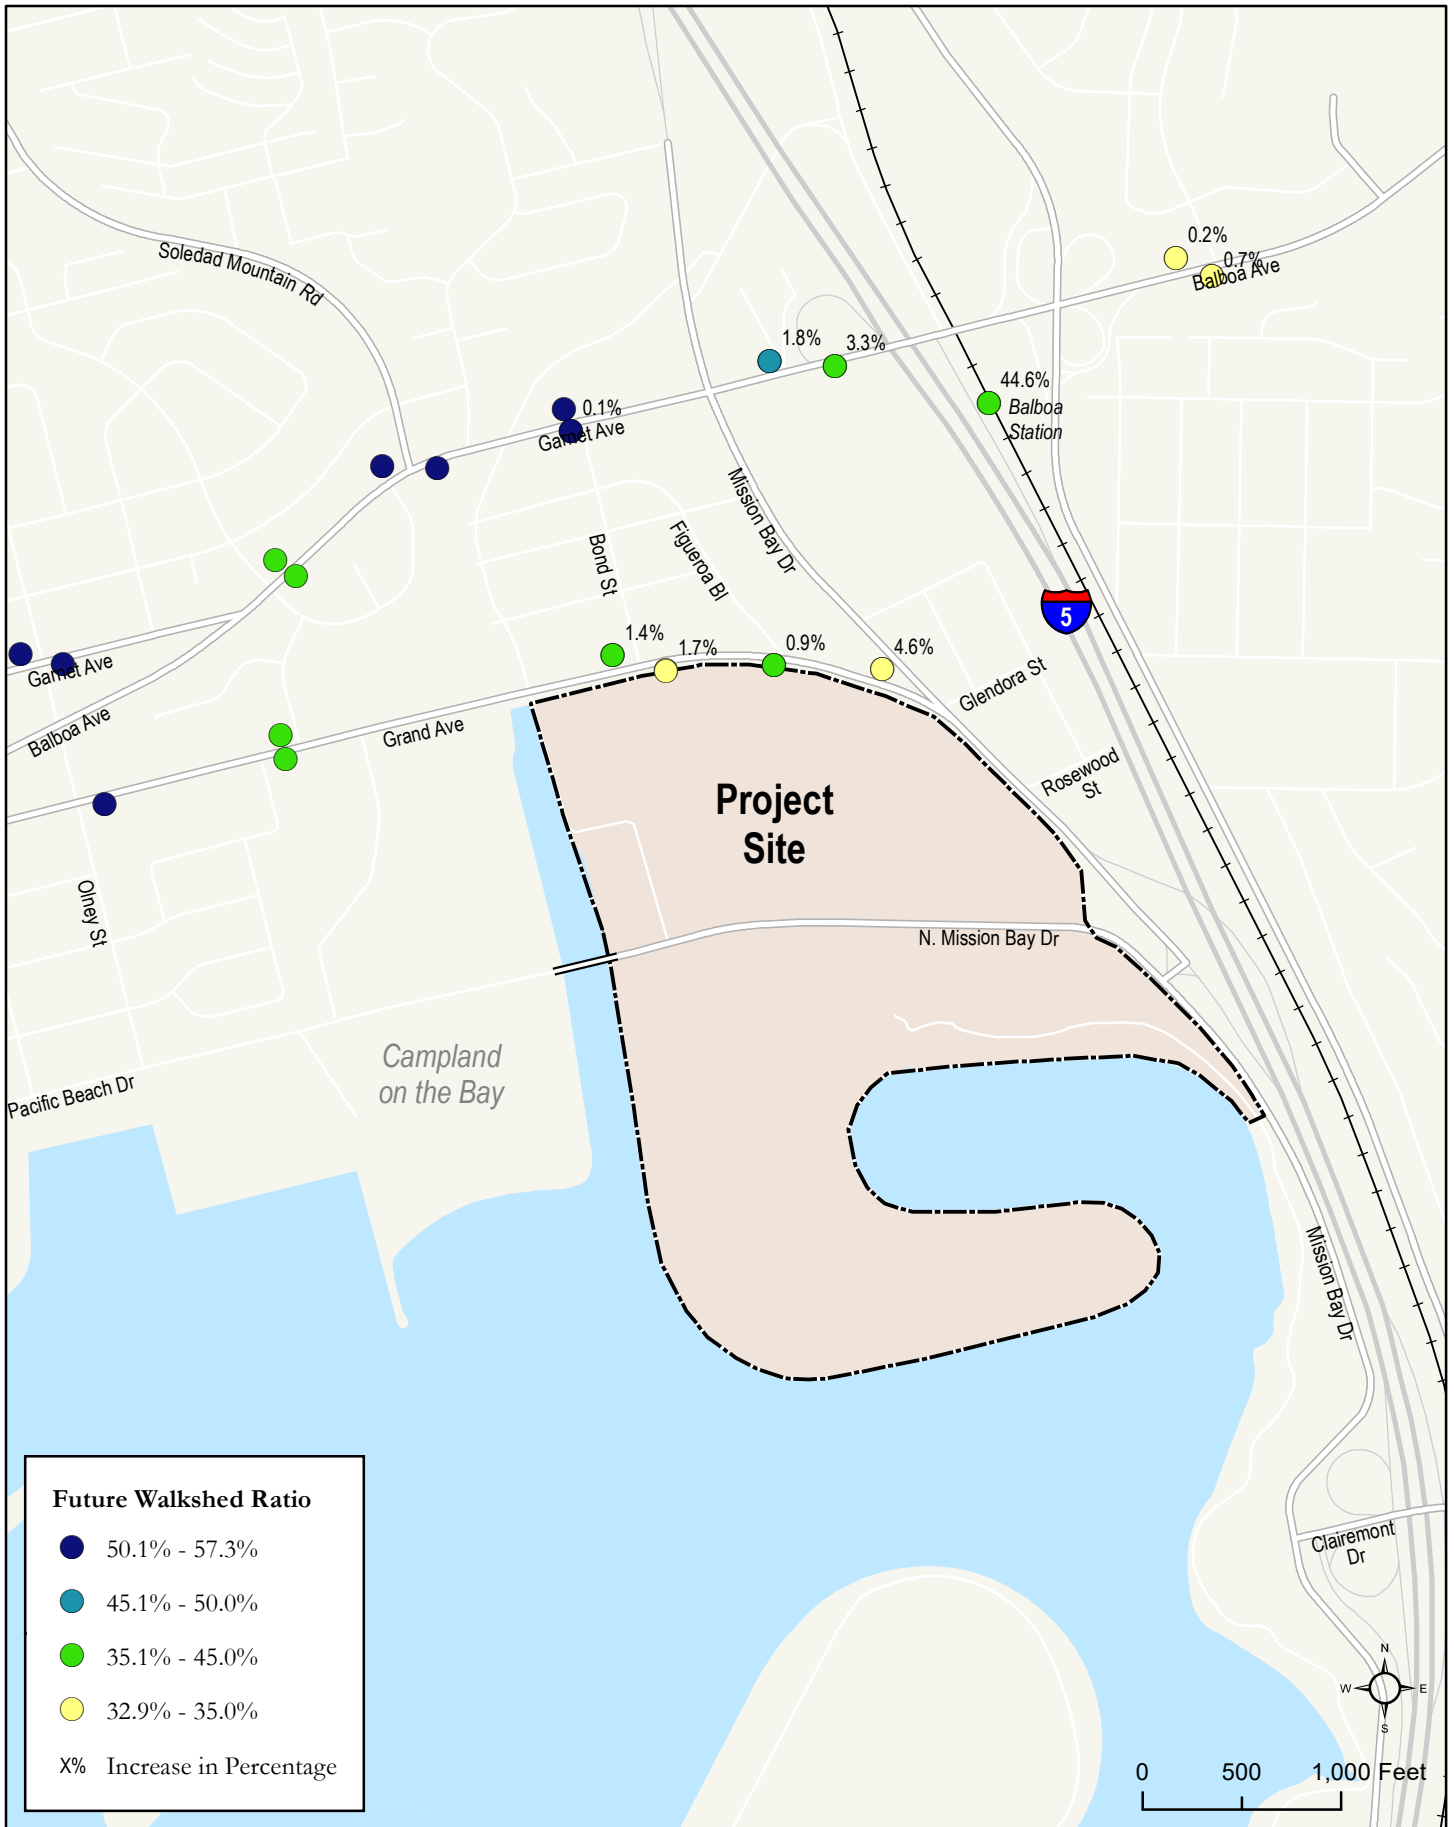 0.2%
0.7%
Balboa Ave
Soledad Mountain Rd
1.8%
3.3%
44.6%
Balboa
Station
0.1%
Garnet Ave
Mission Bay Dr
Figueroa Bl
Bond St
5
1.4%
1.7%
0.9%
4.6%
Garnet Ave
Glendora St
Balboa Ave
Grand Ave
Rosewood
St
Project
Site
Olney St
N. Mission Bay Dr
Campland
on the Bay
Pacific Beach Dr
Mission Bay Dr
Clairemont
Dr
Future Walkshed Ratio
50.1% - 57.3%
45.1% - 50.0%
35.1% - 45.0%
32.9% - 35.0%
X% Increase in Percentage
N
W E
S
0 500 1,000 Feet